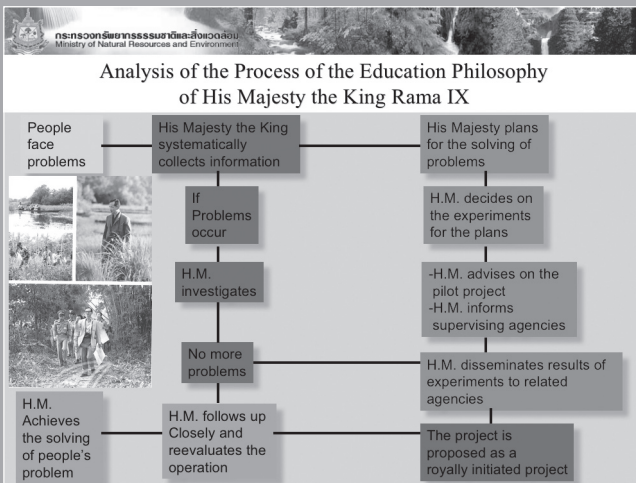 กระทรวงทรัพยากรธรรมชาติและสิ่งแวดล้อม
Ministry of Natural Resources and Environment
Analysis of the Process of the Education Philosophy
of His Majesty the King Rama IX
People
face
problems
His Majesty the King
systematically
collects information
His Majesty plans
for the solving of
problems
If
Problems
occur
H.M. decides on
the experiments
for the plans
H.M.
investigates
-H.M. advises on the
pilot project
-H.M. informs
supervising agencies
No more
problems
H.M. disseminates results of
experiments to related
agencies
H.M.
Achieves
the solving
of people's
problem
H.M. follows up
Closely and
reevaluates the
operation
The project is
proposed as a
royally initiated project